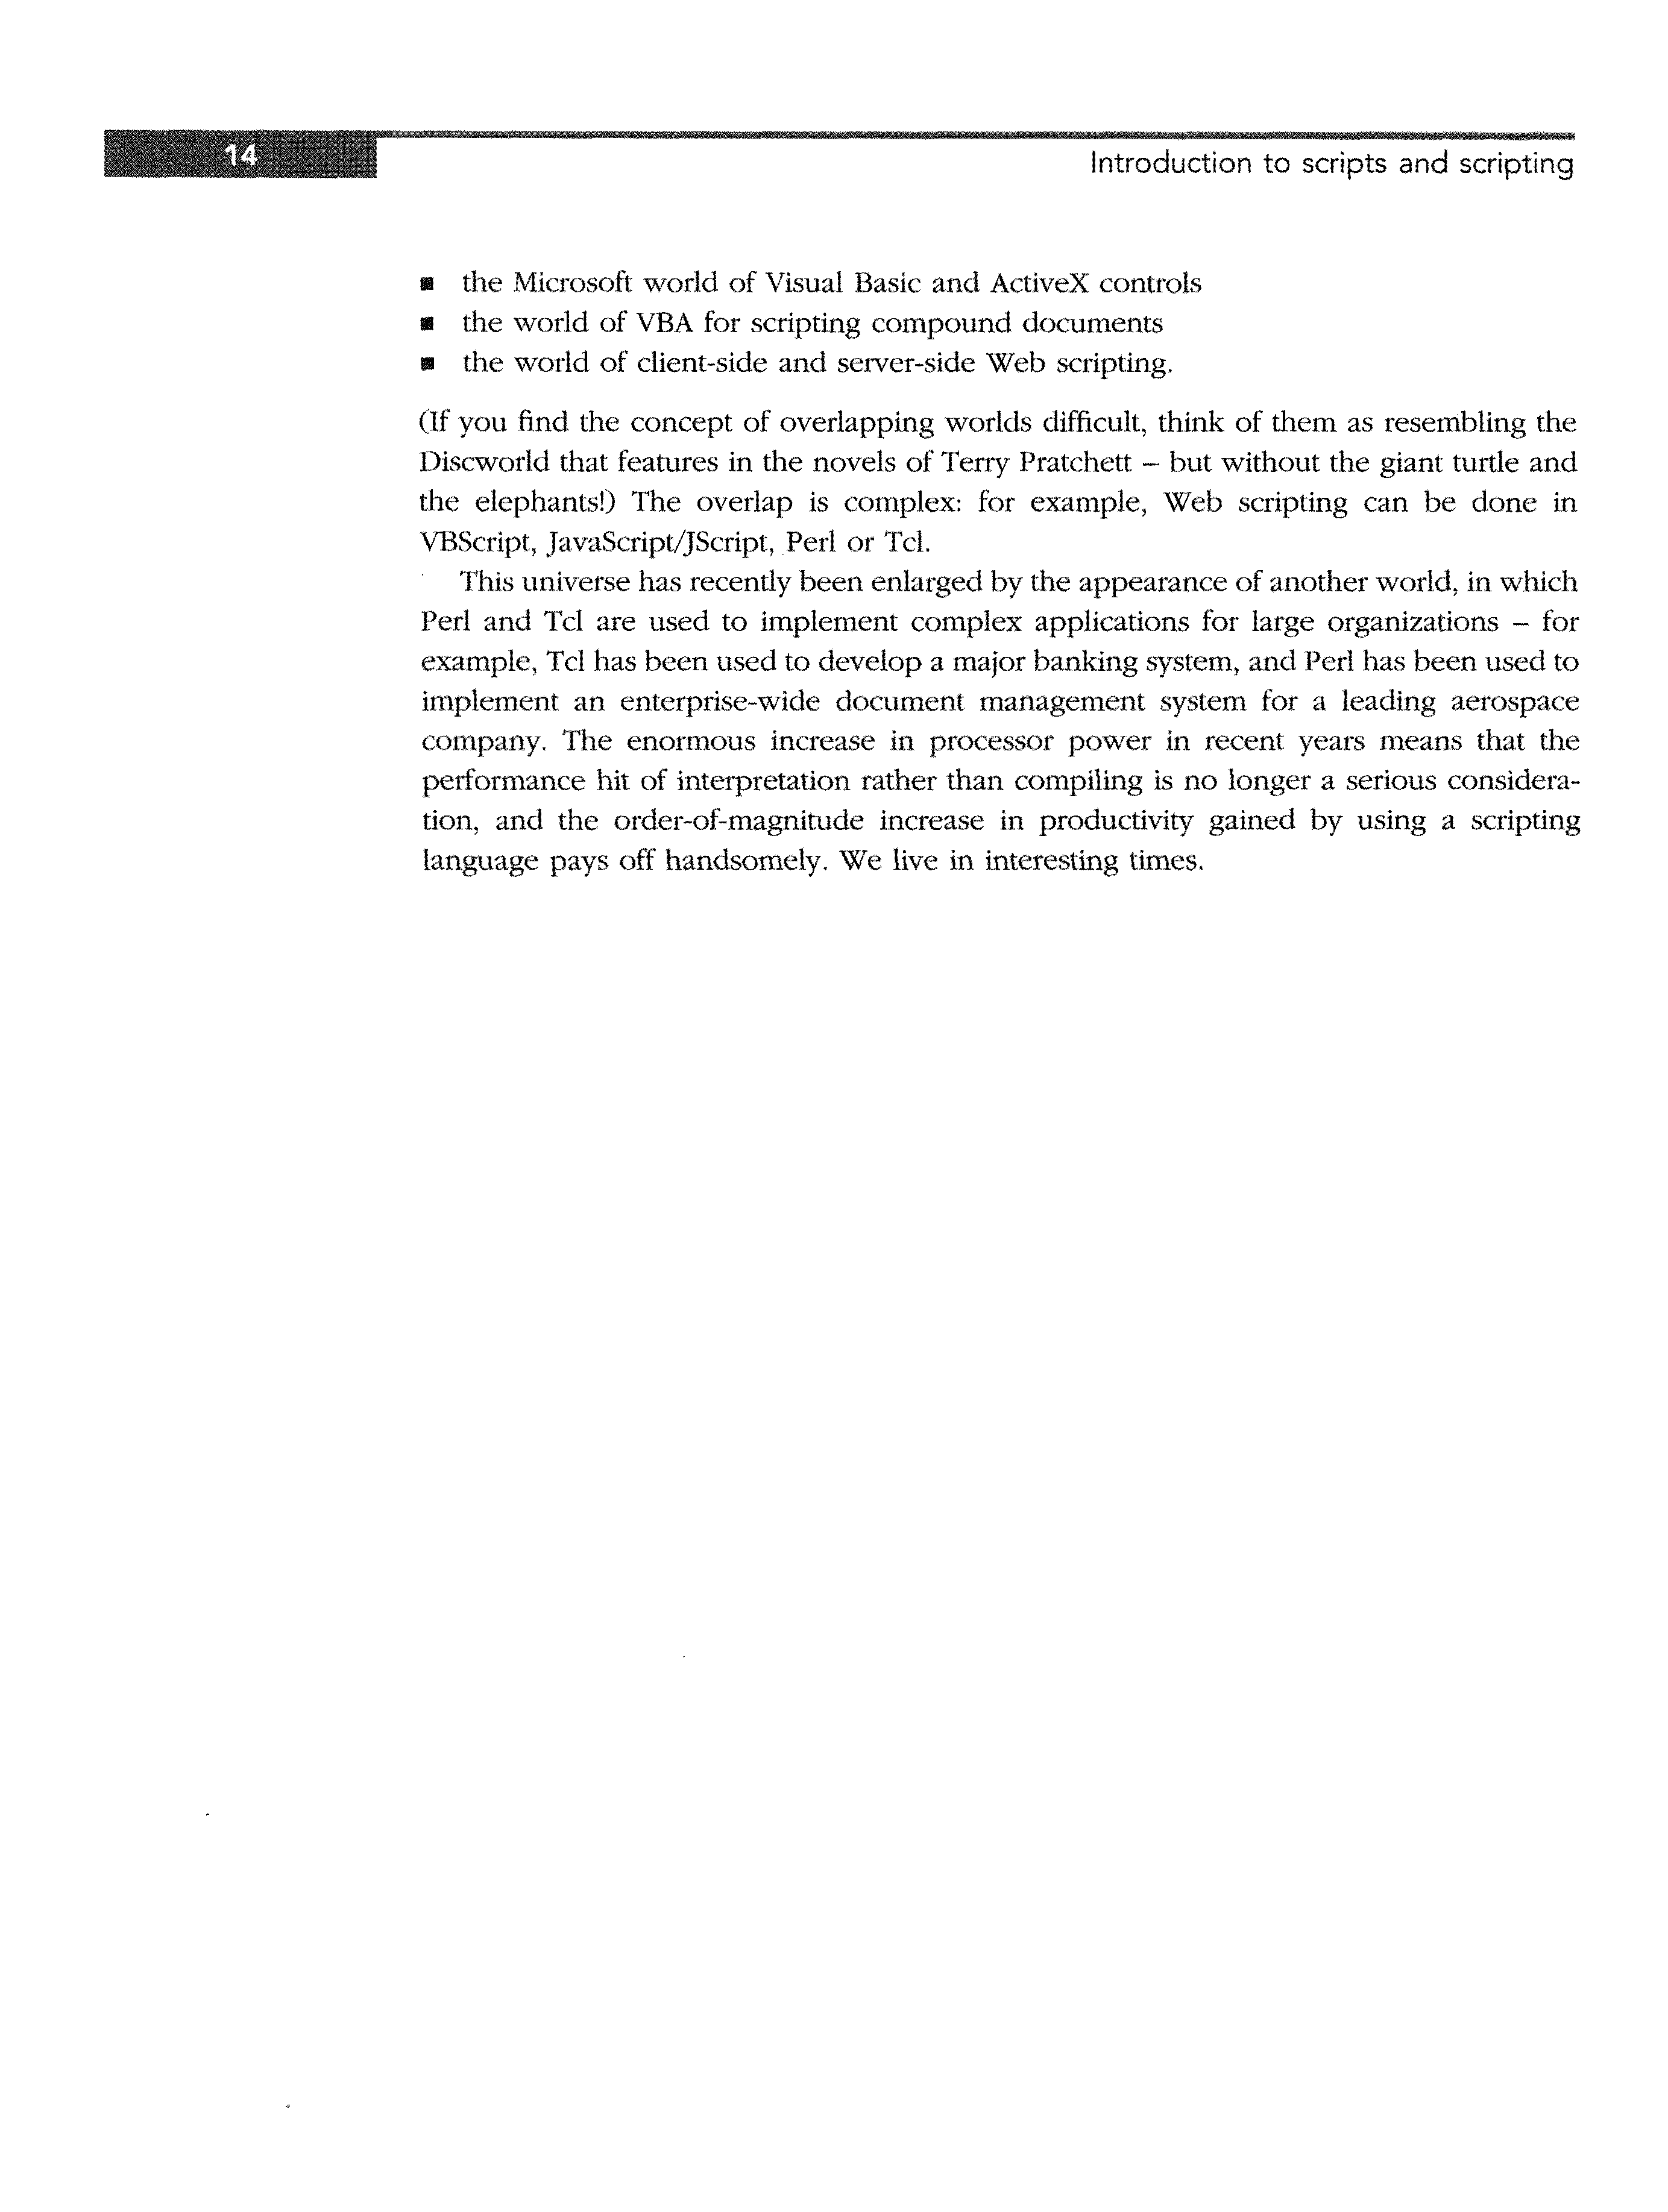 14
Introduction to scripts and scripting
■ the Microsoft world of Visual Basic and ActiveX controls
■ the world of VBA for scripting compound documents
■ the world of client-side and server-side Web scripting.
(If you find the concept of overlapping worlds difficult, think of them as resembling the
Discworld that features in the novels of Terry Pratchett – but without the giant turtle and
the elephants!) The overlap is complex: for example, Web scripting can be done in
VBScript, JavaScript/JScript, Perl or Tcl.
This universe has recently been enlarged by the appearance of another world, in which
Perl and Tcl are used to implement complex applications for large organizations – for
example, Tcl has been used to develop a major banking system, and Perl has been used to
implement an enterprise-wide document management system for a leading aerospace
company. The enormous increase in processor power in recent years means that the
performance hit of interpretation rather than compiling is no longer a serious considera-
tion, and the order-of-magnitude increase in productivity gained by using a scripting
language pays off handsomely. We live in interesting times.